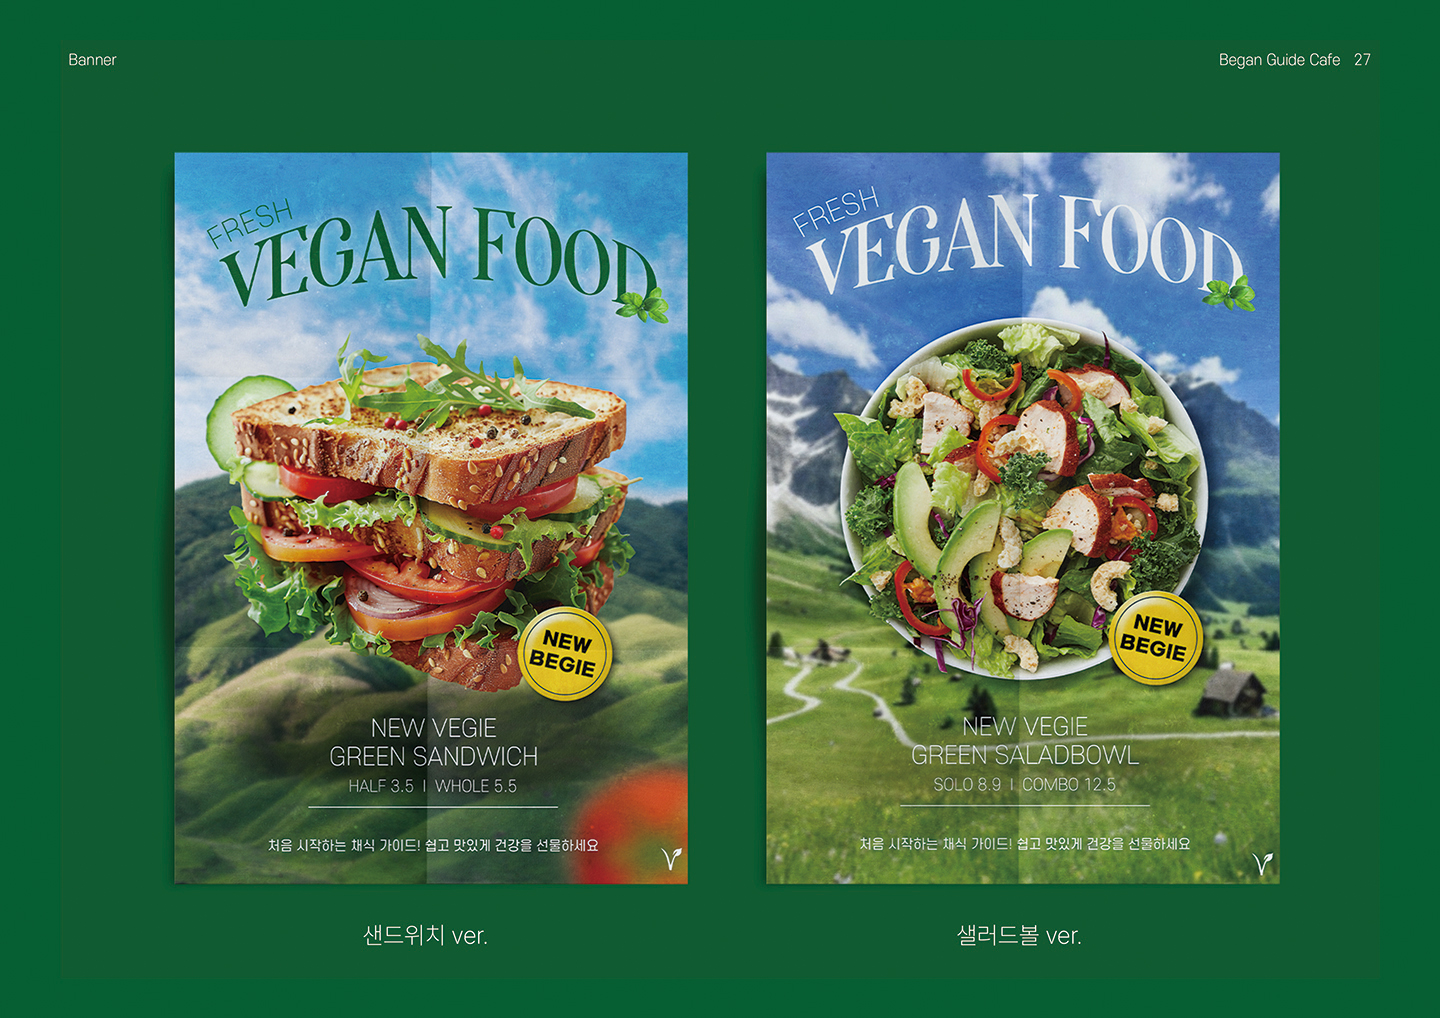 Banner
Began Guide Cafe 27
FRESH
VEGAN FOOD
NEW
BEGIE
NEW VEGIE
GREEN SANDWICH
HALF 3.5 | WHOLE 5.5
처음 시작하는 채식 가이드! 쉽고 맛있게 건강을 선물하세요
V
샌드위치 ver.
FRESH
VEGAN FOOD
NEW
BEGIE
NEW VEGIE
GREEN SALADBOWL
SOLO 8.9 | COMBO 12.5
처음 시작하는 채식 가이드! 쉽고 맛있게 건강을 선물하세요
V
샐러드볼 ver.